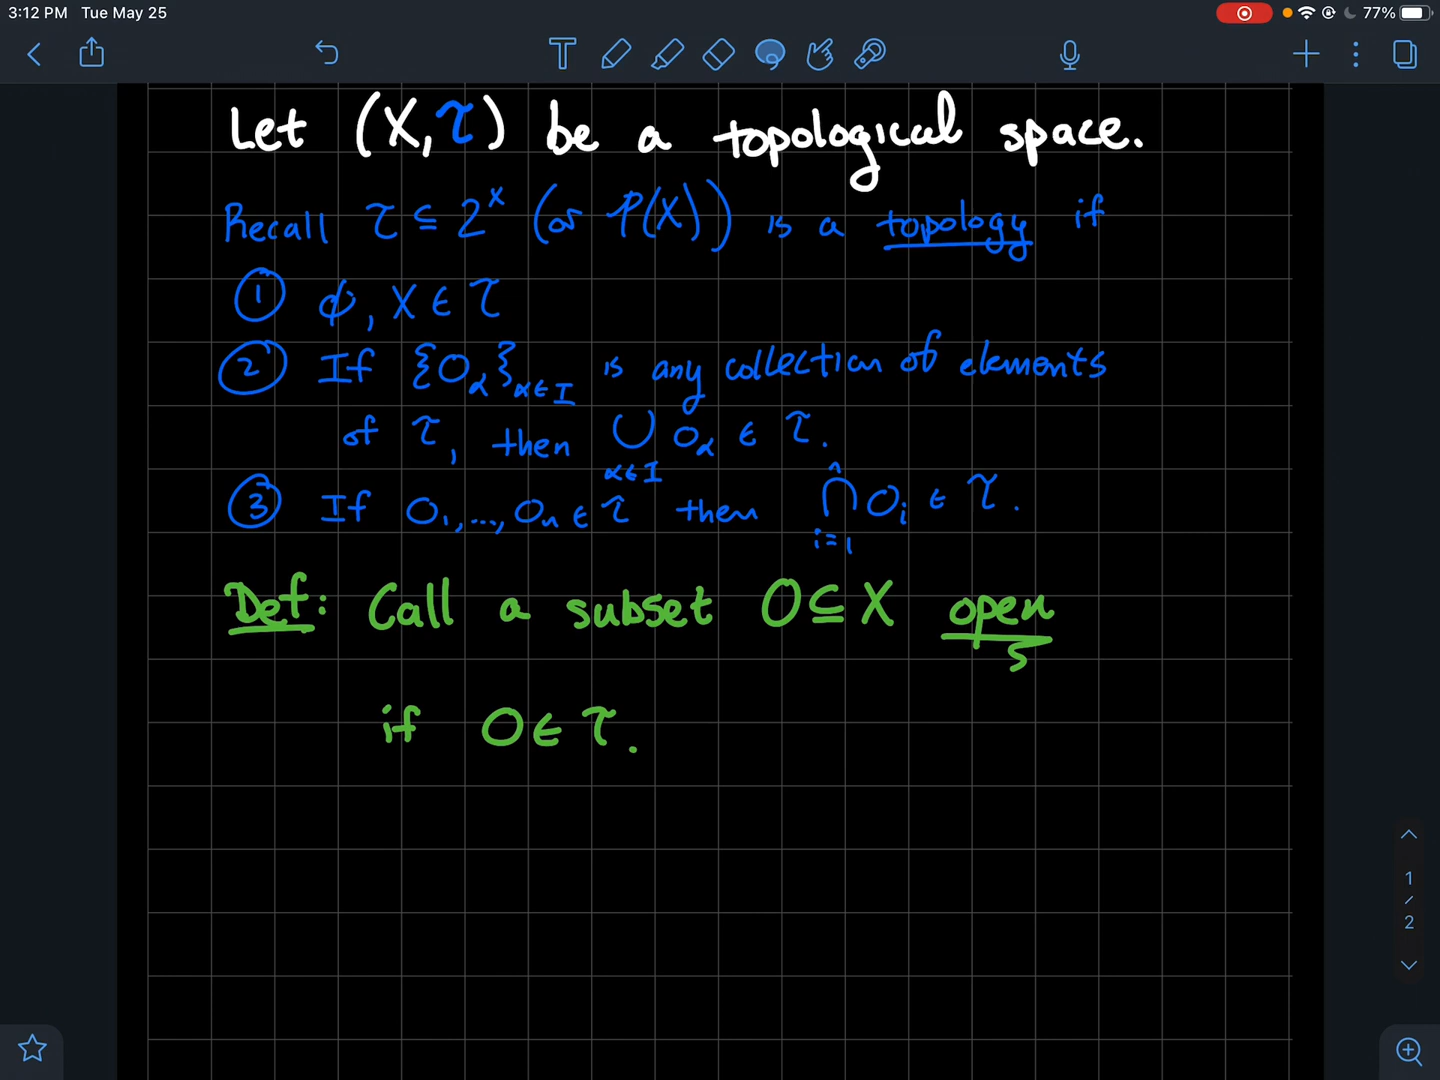 3:12 PM Tue May 25 77%
T
Let (X, τ) be a topological space.
Recall τ ⊆ 2^X (or P(X)) is a topology if
① ϕ, X ∈ τ
② If {O_α}_{α∈I} is any collection of elements
of τ, then ⋃_{α∈I} O_α ∈ τ.
③ If O_1, ..., O_n ∈ τ then ⋂_{i=1}^n O_i ∈ τ.
Def: Call a subset O ⊆ X open
if O ∈ τ.
1
/
2